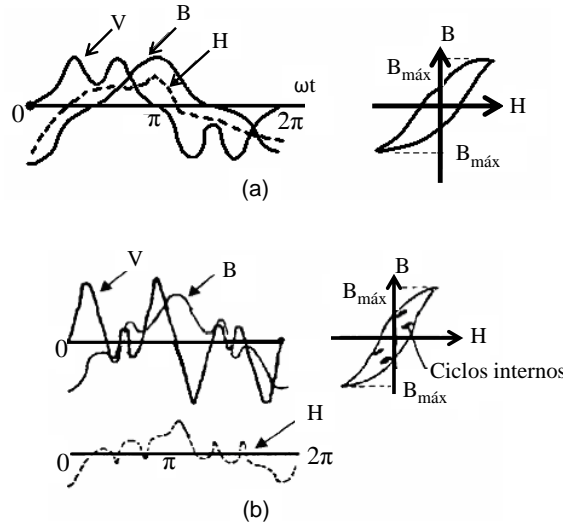 V
B
H
ωt
0
π
2π
B
Bmáx
H
Bmáx
(a)
V
B
0
H
0
π
2π
B
Bmáx
H
Ciclos internos
Bmáx
(b)